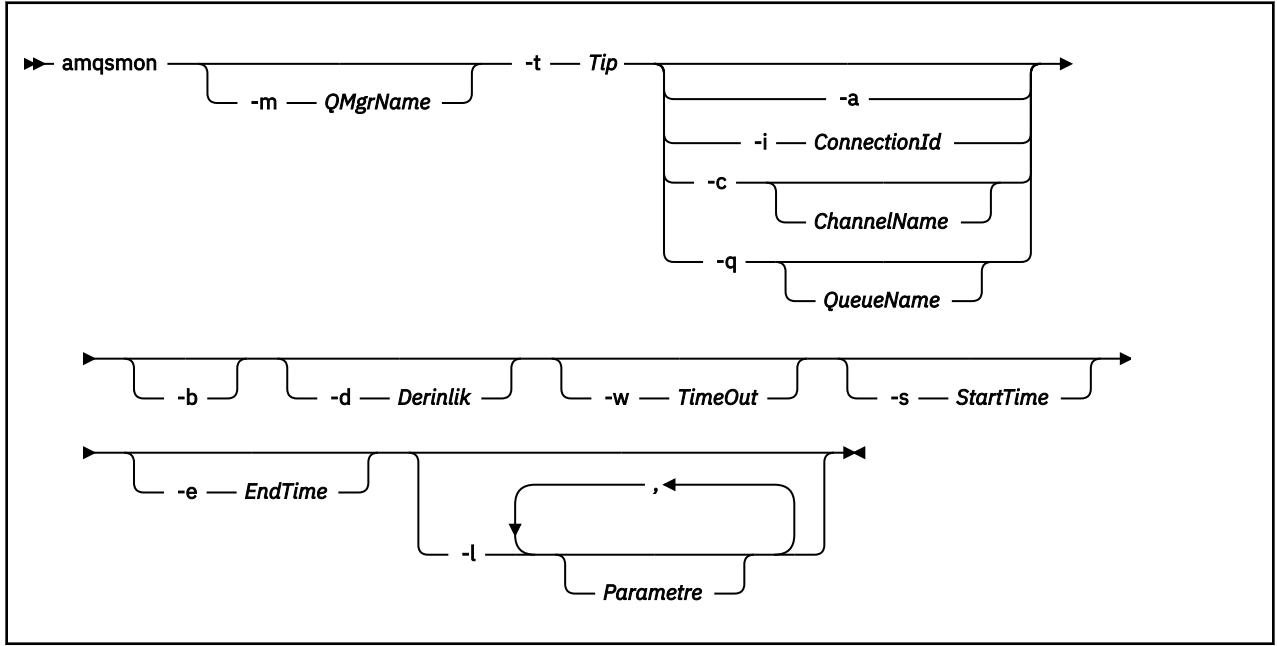 amqsmon -t Tip
-m QMgrName
-a
-i ConnectionId
-c
ChannelName
-q
QueueName
-b -d Derinlik -w TimeOut -s StartTime
-e EndTime
,
-l
Parametre